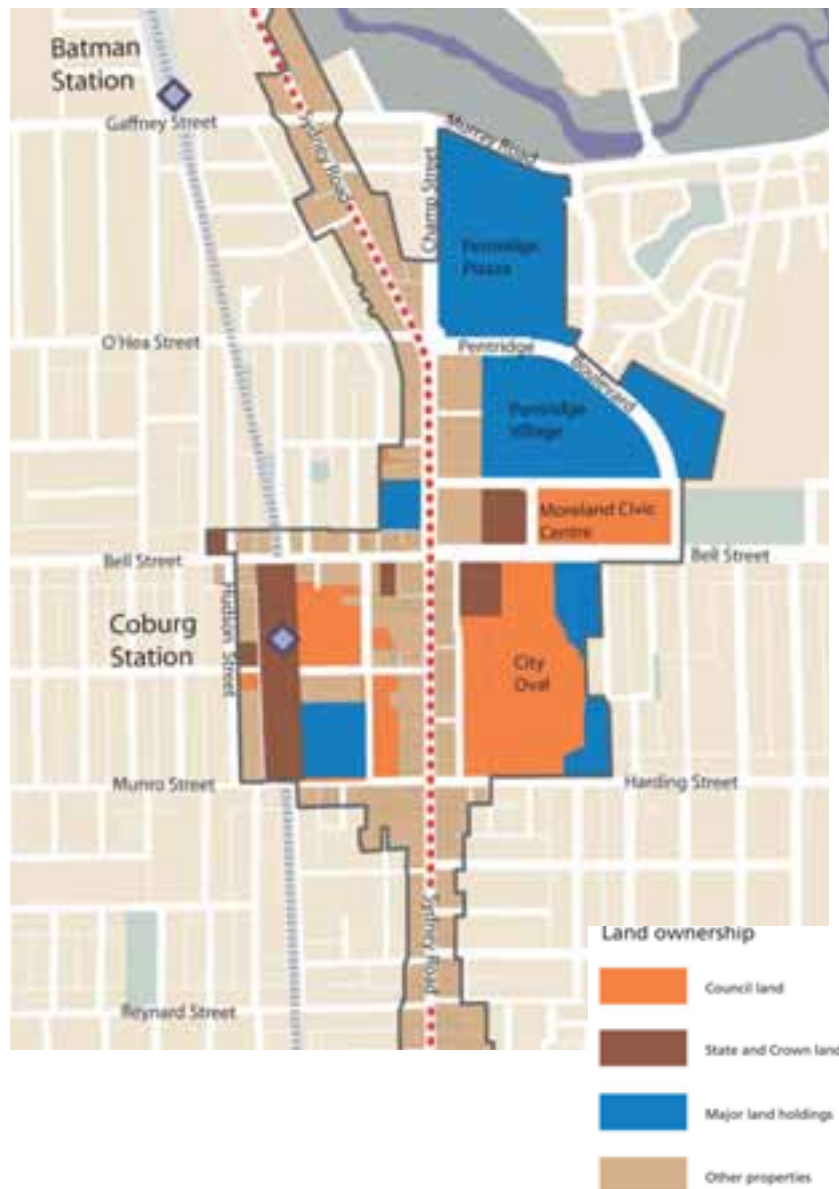 Batman
Station
Gaffney Street
Sydney Road
Murray Road
Champ Street
Pentridge
Piazza
O'Hea Street
Pentridge
Boulevard
Pentridge
Village
Moreland Civic
Centre
Bell Street
Bell Street
Hudson Street
Coburg
Station
City
Oval
Munro Street
Harding Street
Sydney Road
Reynard Street
Land ownership
Council land
State and Crown land
Major land holdings
Other properties